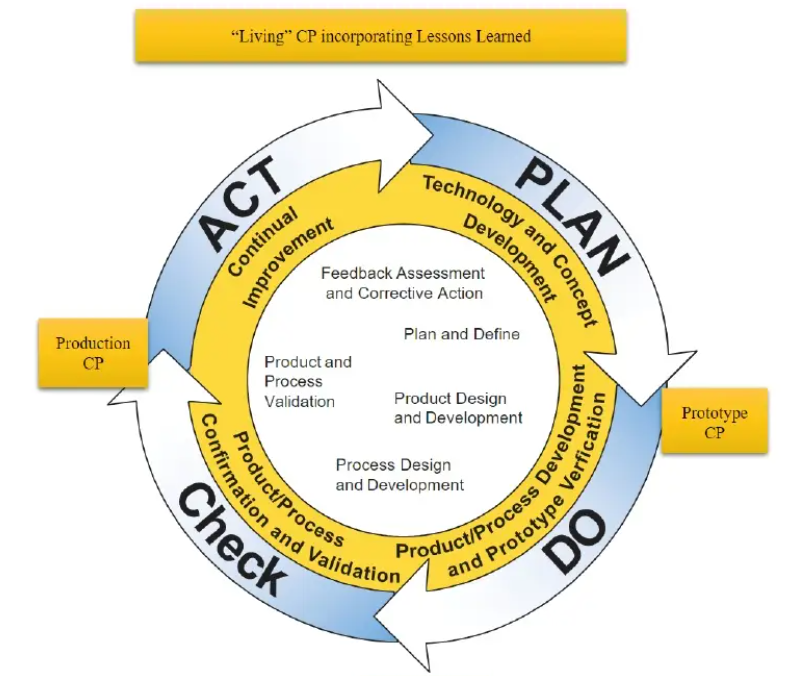 “Living” CP incorporating Lessons Learned
ACT
PLAN
Continual
Improvement
Technology and Concept
Development
Feedback Assessment
and Corrective Action
Plan and Define
Production
CP
Product and
Process
Validation
Product Design
and Development
Prototype
CP
Process Design
and Development
Check
Product/Process
Confirmation and Validation
Product/Process Development
and Prototype Verfication
DO